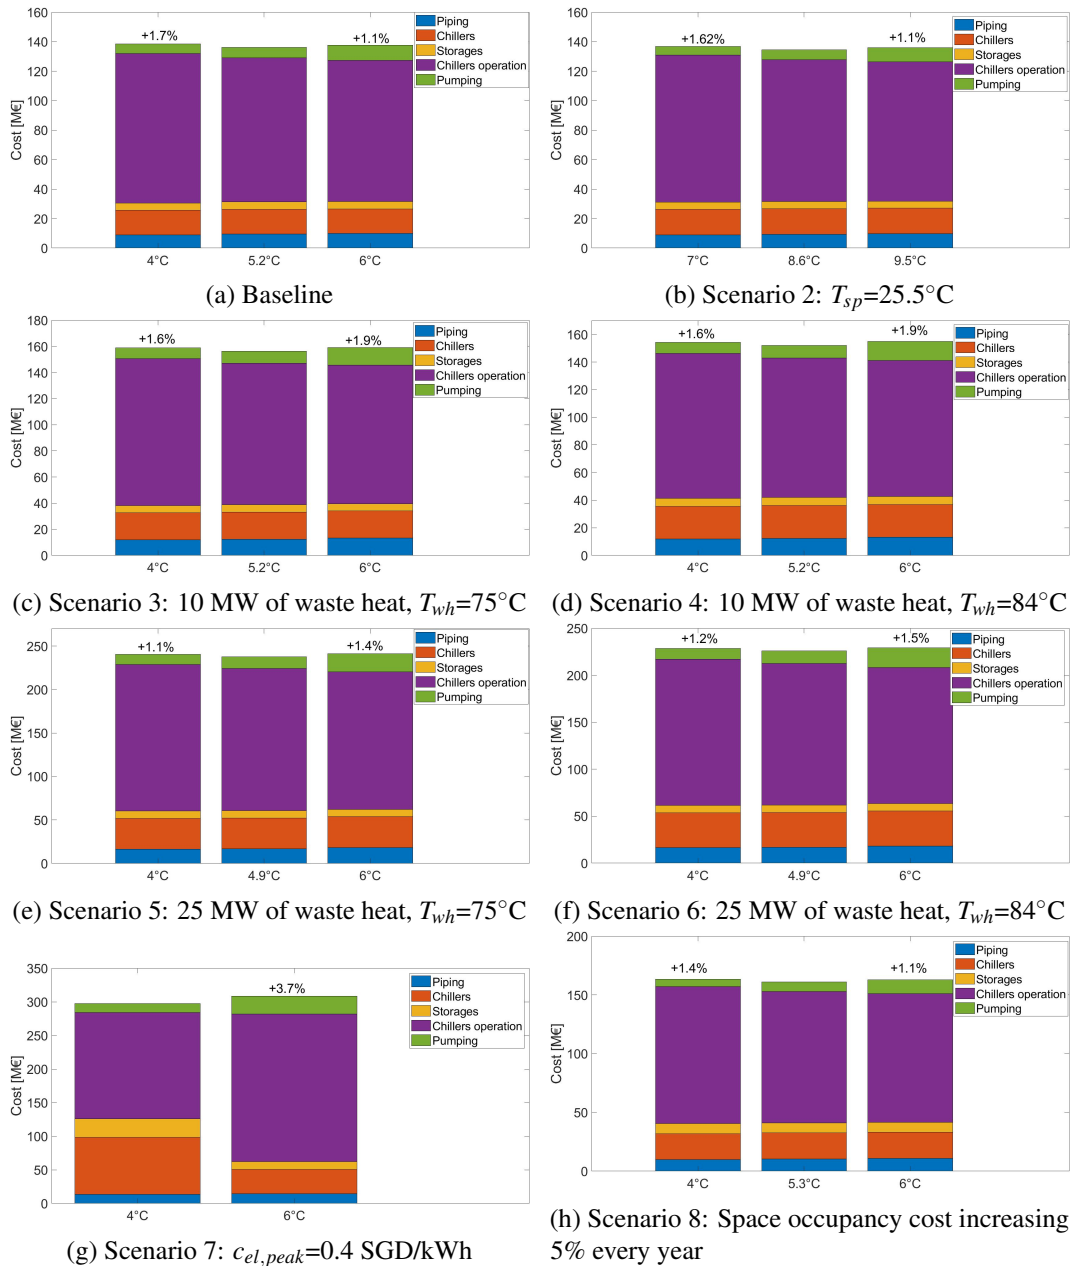 160
140
120
100
80
60
40
20
0
Cost [M€]
+1.7%
+1.1%
Piping
Chillers
Storages
Chillers operation
Pumping
4°C
5.2°C
6°C
(a) Baseline
160
140
120
100
80
60
40
20
0
Cost [M€]
+1.62%
+1.1%
Piping
Chillers
Storages
Chillers operation
Pumping
7°C
8.6°C
9.5°C
(b) Scenario 2: Tsp=25.5°C
180
160
140
120
100
80
60
40
20
0
Cost [M€]
+1.6%
+1.9%
Piping
Chillers
Storages
Chillers operation
Pumping
4°C
5.2°C
6°C
(c) Scenario 3: 10 MW of waste heat, Twh=75°C
160
140
120
100
80
60
40
20
0
Cost [M€]
+1.6%
+1.9%
Piping
Chillers
Storages
Chillers operation
Pumping
4°C
5.2°C
6°C
(d) Scenario 4: 10 MW of waste heat, Twh=84°C
250
200
150
100
50
0
Cost [M€]
+1.1%
+1.4%
Piping
Chillers
Storages
Chillers operation
Pumping
4°C
4.9°C
6°C
(e) Scenario 5: 25 MW of waste heat, Twh=75°C
250
200
150
100
50
0
Cost [M€]
+1.2%
+1.5%
Piping
Chillers
Storages
Chillers operation
Pumping
4°C
4.9°C
6°C
(f) Scenario 6: 25 MW of waste heat, Twh=84°C
350
300
250
200
150
100
50
0
Cost [M€]
+3.7%
Piping
Chillers
Storages
Chillers operation
Pumping
4°C
6°C
(g) Scenario 7: cel,peak=0.4 SGD/kWh
200
150
100
50
0
Cost [M€]
+1.4%
+1.1%
Piping
Chillers
Storages
Chillers operation
Pumping
4°C
5.3°C
6°C
(h) Scenario 8: Space occupancy cost increasing
5% every year